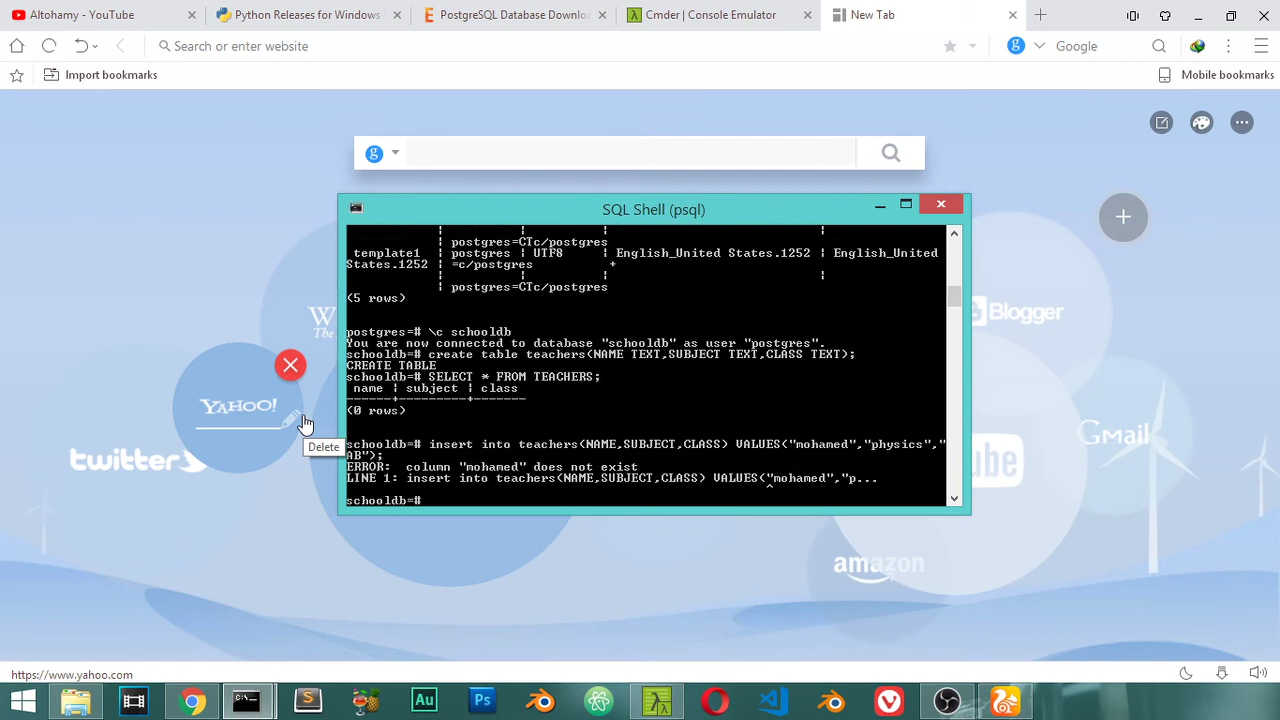 Altohamy - YouTube
Python Releases for Windows
PostgreSQL Database Downloa
Cmder | Console Emulator
New Tab
Search or enter website
Google
Import bookmarks
Mobile bookmarks
SQL Shell (psql)
| | | |
| postgres=CTc/postgres
template1 | postgres | UTF8 | English_United States.1252 | English_United
States.1252 | =c/postgres +
| | | |
| postgres=CTc/postgres
(5 rows)
postgres=# \c schooldb
You are now connected to database "schooldb" as user "postgres".
schooldb=# create table teachers(NAME TEXT,SUBJECT TEXT,CLASS TEXT);
CREATE TABLE
schooldb=# SELECT * FROM TEACHERS;
name | subject | class
------+---------+-------
(0 rows)
schooldb=# insert into teachers(NAME,SUBJECT,CLASS) VALUES("mohamed","physics","
AB");
ERROR: column "mohamed" does not exist
LINE 1: insert into teachers(NAME,SUBJECT,CLASS) VALUES("mohamed","p...
^
schooldb=#
W
Blogger
YAHOO!
Delete
twitter
Gmail
amazon
https://www.yahoo.com
Au
Ps